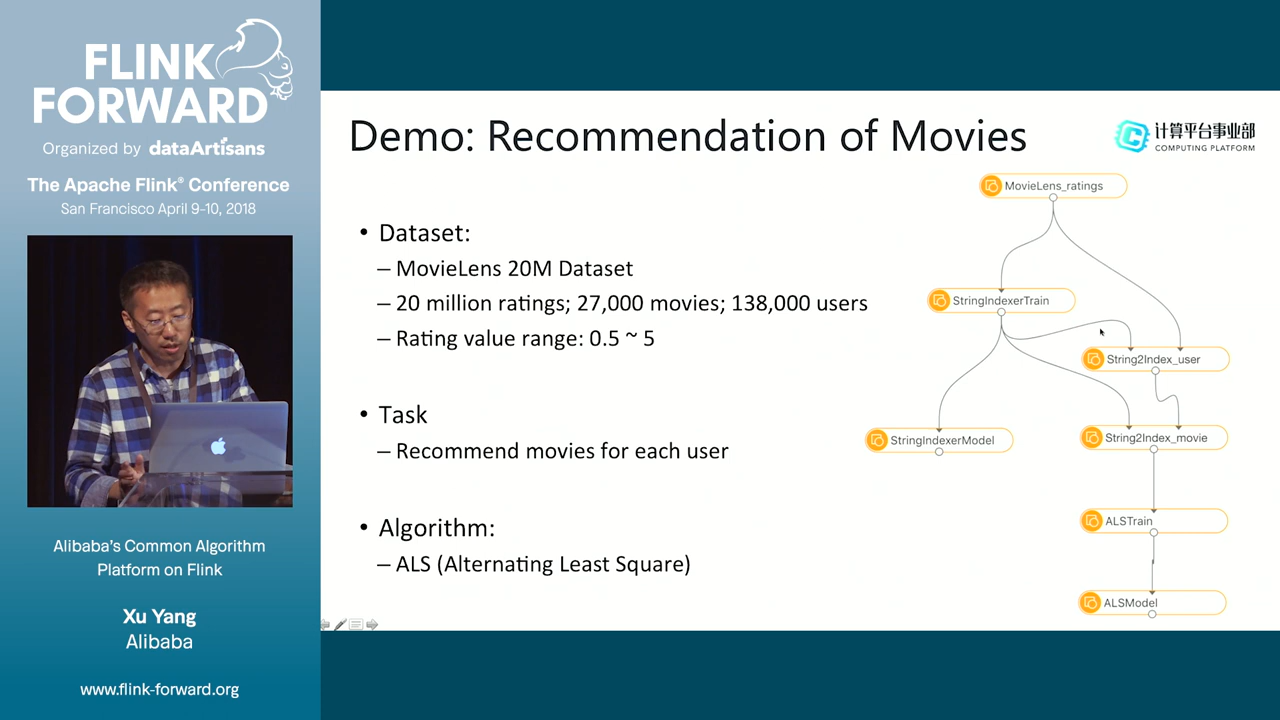 FLINK
FORWARD
Organized by dataArtisans
The Apache Flink® Conference
San Francisco April 9-10, 2018
Alibaba's Common Algorithm
Platform on Flink
Xu Yang
Alibaba
www.flink-forward.org
Demo: Recommendation of Movies
计算平台事业部
COMPUTING PLATFORM
• Dataset:
– MovieLens 20M Dataset
– 20 million ratings; 27,000 movies; 138,000 users
– Rating value range: 0.5 ~ 5
• Task
– Recommend movies for each user
• Algorithm:
– ALS (Alternating Least Square)
MovieLens_ratings
StringIndexerTrain
String2Index_user
StringIndexerModel
String2Index_movie
ALSTrain
ALSModel